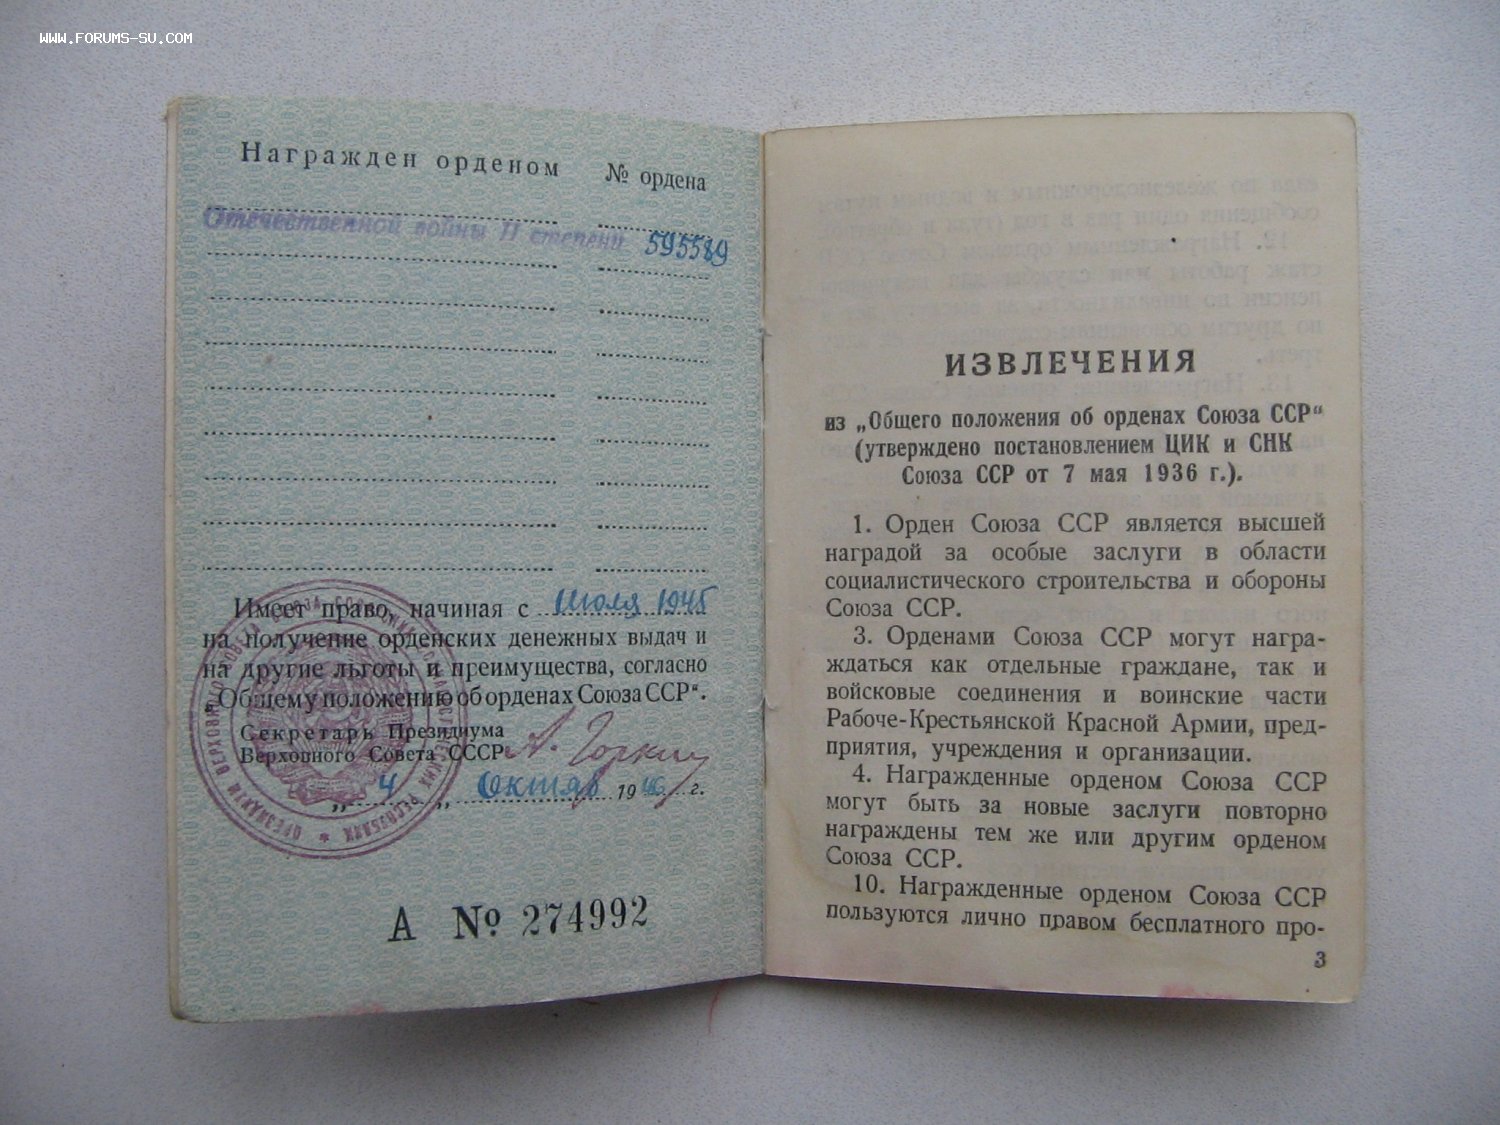 www.forums-su.com
Награжден орденом № ордена
Отечественной войны II степени 595589
Имеет право, начиная с Июля 1945
на получение орденских денежных выдач и
на другие льготы и преимущества, согласно
„Общему положению об орденах Союза ССР“.
Секретарь Президиума
Верховного Совета СССР А. Горкин
„ 4 „ Октяб 1946 г.
А № 274992
ИЗВЛЕЧЕНИЯ
из „Общего положения об орденах Союза ССР“
(утверждено постановлением ЦИК и СНК
Союза ССР от 7 мая 1936 г.).
1. Орден Союза ССР является высшей
наградой за особые заслуги в области
социалистического строительства и обороны
Союза ССР.
3. Орденами Союза ССР могут награ-
ждаться как отдельные граждане, так и
войсковые соединения и воинские части
Рабоче-Крестьянской Красной Армии, пред-
приятия, учреждения и организации.
4. Награжденные орденом Союза ССР
могут быть за новые заслуги повторно
награждены тем же или другим орденом
Союза ССР.
10. Награжденные орденом Союза ССР
пользуются лично правом бесплатного про-
3